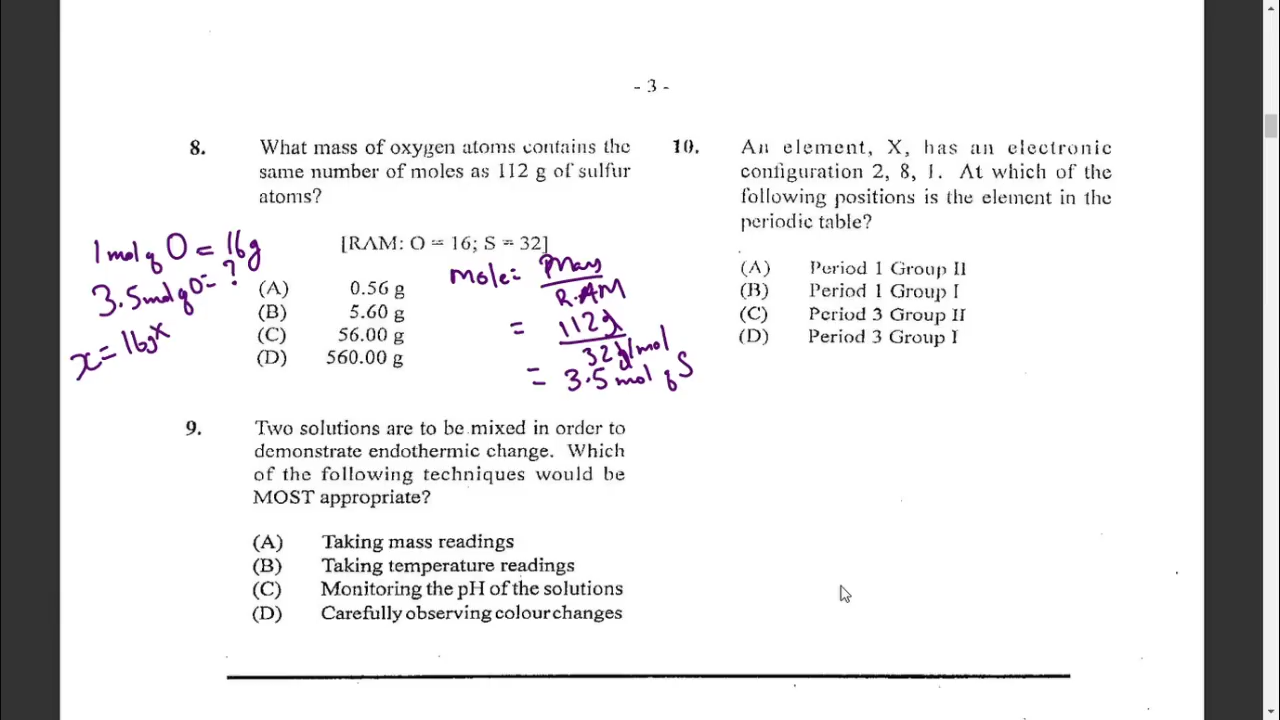 - 3 -
8. What mass of oxygen atoms contains the
same number of moles as 112 g of sulfur
atoms?
[RAM: O = 16; S = 32]
(A) 0.56 g
(B) 5.60 g
(C) 56.00 g
(D) 560.00 g
1 mol of O = 16g
3.5 mol of O = ?
x = 16g x
mole = Mass
R.AM
= 112g
32 g/mol
= 3.5 mol of S
9. Two solutions are to be mixed in order to
demonstrate endothermic change. Which
of the following techniques would be
MOST appropriate?
(A) Taking mass readings
(B) Taking temperature readings
(C) Monitoring the pH of the solutions
(D) Carefully observing colour changes
10. An element, X, has an electronic
configuration 2, 8, 1. At which of the
following positions is the element in the
periodic table?
(A) Period 1 Group II
(B) Period 1 Group I
(C) Period 3 Group II
(D) Period 3 Group I